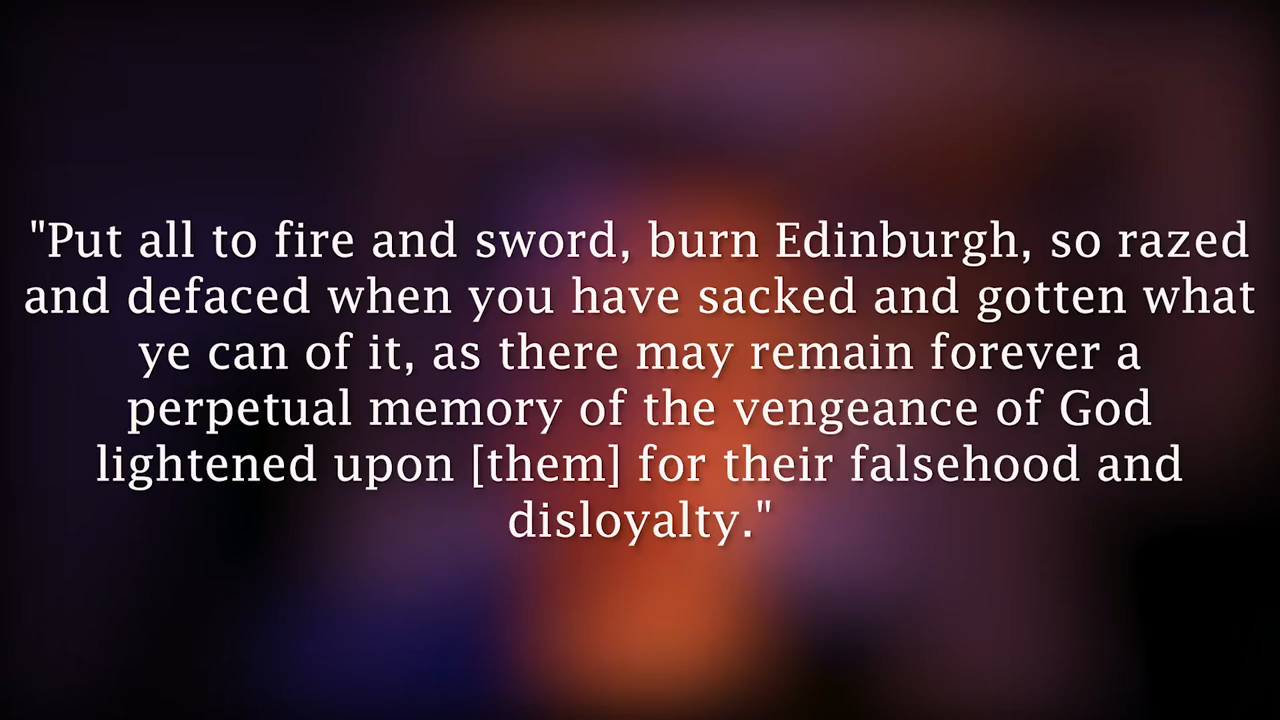 "Put all to fire and sword, burn Edinburgh, so razed
and defaced when you have sacked and gotten what
ye can of it, as there may remain forever a
perpetual memory of the vengeance of God
lightened upon [them] for their falsehood and
disloyalty."